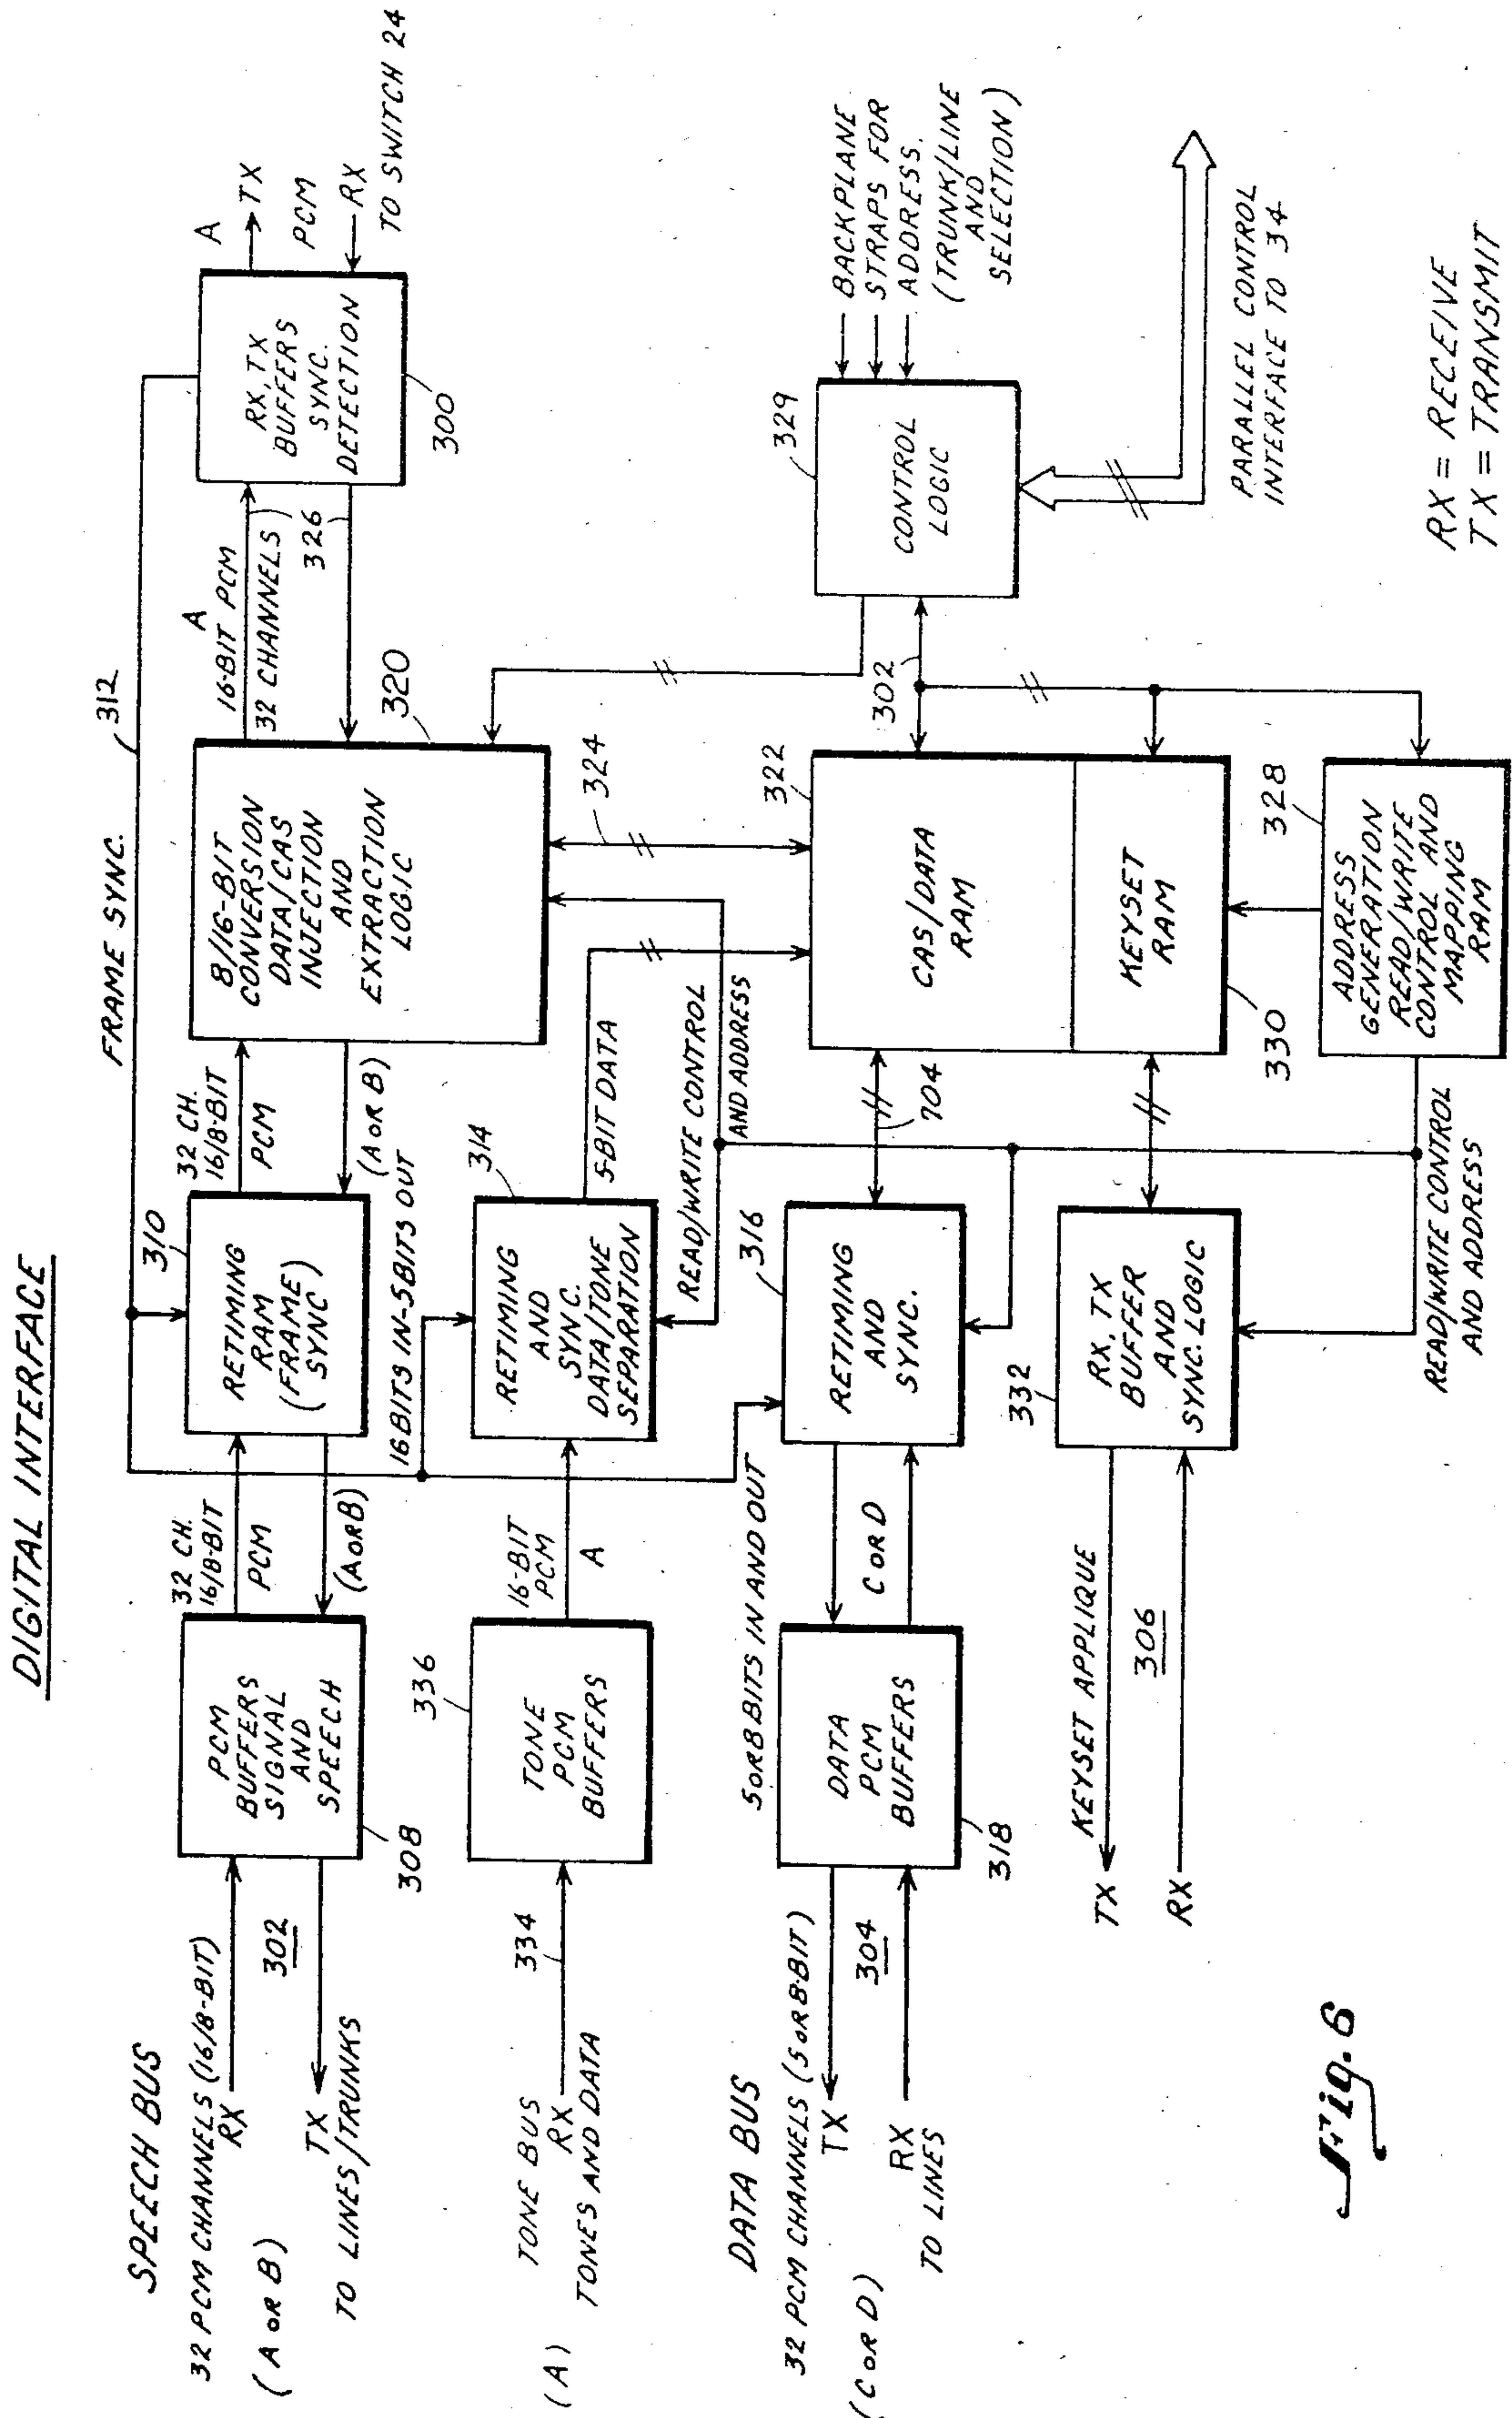 DIGITAL INTERFACE
FRAME SYNC.
312
SPEECH BUS
32 PCM CHANNELS (16/8-BIT)
RX
(A OR B)
302
TX
TO LINES/TRUNKS
PCM
BUFFERS
SIGNAL
AND
SPEECH
308
32 CH.
16/8-BIT
PCM
(A OR B)
310
RETIMING
RAM
(FRAME)
SYNC
32 CH.
16/8-BIT
PCM
(A OR B)
8/16-BIT
CONVERSION
DATA/CAS
INJECTION
AND
EXTRACTION
LOGIC
320
A
16-BIT PCM
32 CHANNELS
326
RX, TX
BUFFERS
SYNC.
DETECTION
300
A
TX
PCM
RX
TO SWITCH 24
TONE BUS
RX
TONES AND DATA
(A)
334
336
TONE
PCM
BUFFERS
16-BIT
PCM
A
16 BITS IN-5BITS OUT
314
RETIMING
AND
SYNC.
DATA/TONE
SEPARATION
5-BIT DATA
READ/WRITE CONTROL
AND ADDRESS
324
DATA BUS
32 PCM CHANNELS (5 OR 8-BIT)
TX
(C OR D)
304
RX
TO LINES
DATA
PCM
BUFFERS
318
5 OR 8 BITS IN AND OUT
C OR D
316
RETIMING
AND
SYNC.
704
322
CAS/DATA
RAM
KEYSET
RAM
330
302
329
CONTROL
LOGIC
BACKPLANE
STRAPS FOR
ADDRESS.
(TRUNK/LINE
AND
SELECTION)
PARALLEL CONTROL
INTERFACE TO 34
TX
KEYSET APPLIQUE
306
RX
332
RX, TX
BUFFER
AND
SYNC. LOGIC
READ/WRITE CONTROL
AND ADDRESS
328
ADDRESS
GENERATION
READ/WRITE
CONTROL AND
MAPPING
RAM
RX = RECEIVE
TX = TRANSMIT
Fig. 6